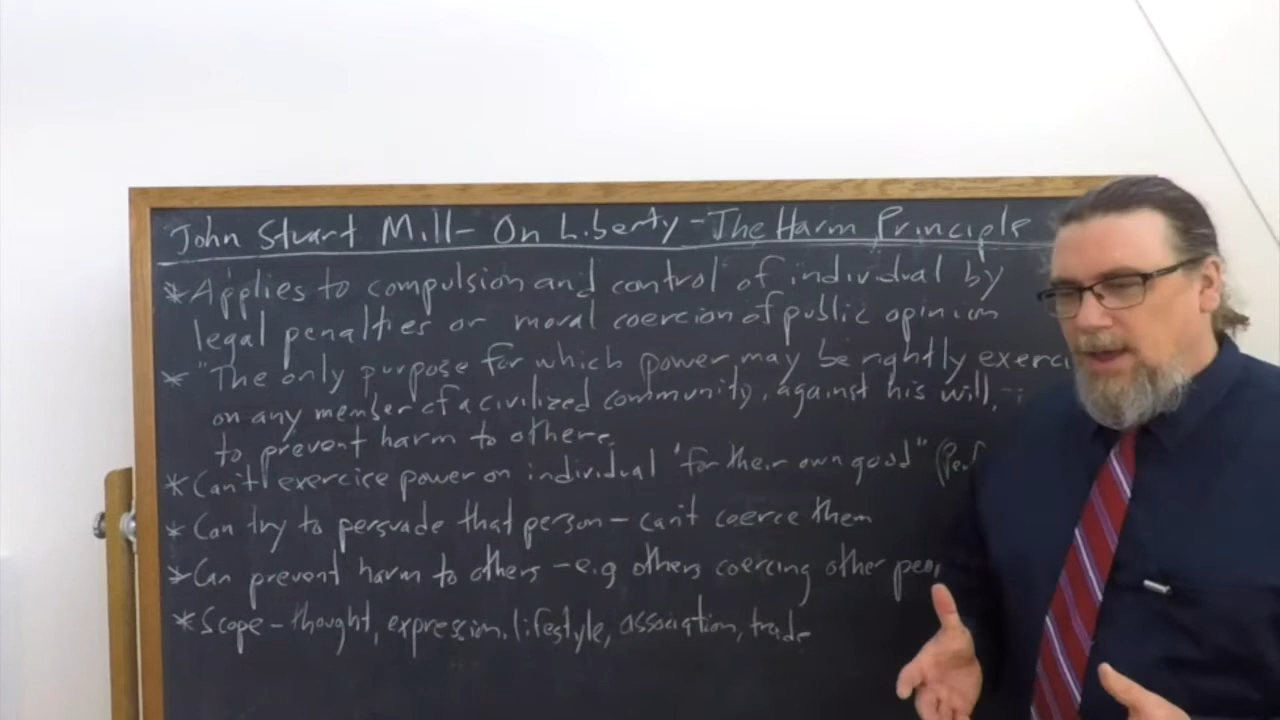 John Stuart Mill - On Liberty - The Harm Principle
* Applies to compulsion and control of individual by
legal penalties or moral coercion of public opinion
* "The only purpose for which power may be rightly exerci
on any member of a civilized community, against his will, -i
to prevent harm to others.
* Can't exercise power on individual "for their own good" (Per
* Can try to persuade that person - can't coerce them
* Can prevent harm to others - e.g others coercing other peo
* Scope - thought, expression, lifestyle, association, trade